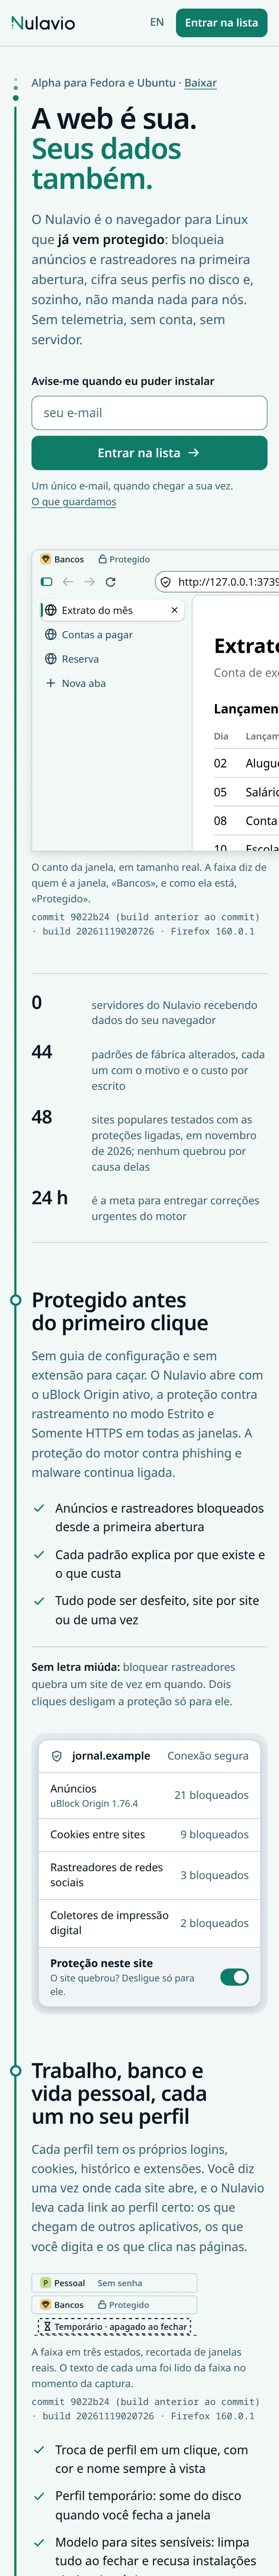 Nulavio EN Entrar na lista
Alpha para Fedora e Ubuntu · Baixar
A web é sua.
Seus dados
também.
O Nulavio é o navegador para Linux
que já vem protegido: bloqueia
anúncios e rastreadores na primeira
abertura, cifra seus perfis no disco e,
sozinho, não manda nada para nós.
Sem telemetria, sem conta, sem
servidor.
Avise-me quando eu puder instalar
seu e-mail
Entrar na lista →
Um único e-mail, quando chegar a sua vez.
O que guardamos
Bancos Protegido
http://127.0.0.1:3739
Extrato do mês ×
Contas a pagar
Reserva
+ Nova aba
Extrato
Conta de ex
Lançamen
Dia Lançam
02 Alugue
05 Salário
08 Conta
10 Escola
O canto da janela, em tamanho real. A faixa diz de
quem é a janela, «Bancos», e como ela está,
«Protegido».
commit 9022b24 (build anterior ao commit)
· build 20261119020726 · Firefox 160.0.1
0 servidores do Nulavio recebendo
dados do seu navegador
44 padrões de fábrica alterados, cada
um com o motivo e o custo por
escrito
48 sites populares testados com as
proteções ligadas, em novembro
de 2026; nenhum quebrou por
causa delas
24 h é a meta para entregar correções
urgentes do motor
Protegido antes
do primeiro clique
Sem guia de configuração e sem
extensão para caçar. O Nulavio abre com
o uBlock Origin ativo, a proteção contra
rastreamento no modo Estrito e
Somente HTTPS em todas as janelas. A
proteção do motor contra phishing e
malware continua ligada.
Anúncios e rastreadores bloqueados
desde a primeira abertura
Cada padrão explica por que existe e
o que custa
Tudo pode ser desfeito, site por site
ou de uma vez
Sem letra miúda: bloquear rastreadores
quebra um site de vez em quando. Dois
cliques desligam a proteção só para ele.
jornal.example Conexão segura
Anúncios
uBlock Origin 1.76.4
21 bloqueados
Cookies entre sites 9 bloqueados
Rastreadores de redes
sociais
3 bloqueados
Coletores de impressão
digital
2 bloqueados
Proteção neste site
O site quebrou? Desligue só para
ele.
Trabalho, banco e
vida pessoal, cada
um no seu perfil
Cada perfil tem os próprios logins,
cookies, histórico e extensões. Você diz
uma vez onde cada site abre, e o Nulavio
leva cada link ao perfil certo: os que
chegam de outros aplicativos, os que
você digita e os que clica nas páginas.
P Pessoal Sem senha
Bancos Protegido
Temporário · apagado ao fechar
A faixa em três estados, recortada de janelas
reais. O texto de cada uma foi lido da faixa no
momento da captura.
commit 9022b24 (build anterior ao commit)
· build 20261119020726 · Firefox 160.0.1
Troca de perfil em um clique, com
cor e nome sempre à vista
Perfil temporário: some do disco
quando você fecha a janela
Modelo para sites sensíveis: limpa
tudo ao fechar e recusa instalações